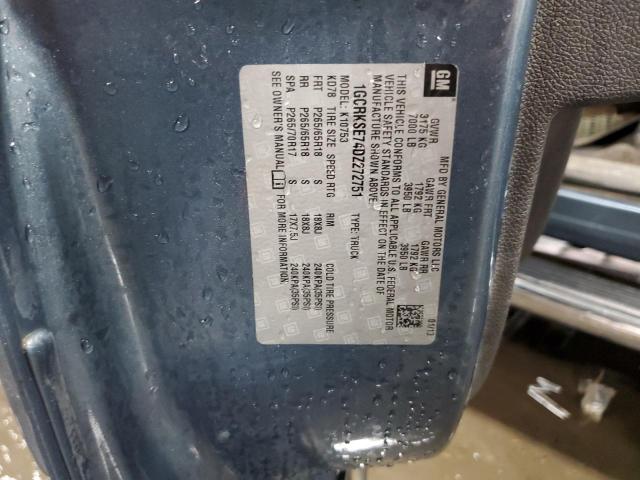 GM
MFD BY GENERAL MOTORS LLC
GVWR GAWR FRT GAWR RR
3175 KG 1792 KG 1792 KG
7000 LB 3950 LB 3950 LB
01/13
THIS VEHICLE CONFORMS TO ALL APPLICABLE U.S. FEDERAL MOTOR
VEHICLE SAFETY STANDARDS IN EFFECT ON THE DATE OF
MANUFACTURE SHOWN ABOVE.
1GCRKSE74DZ272751 TYPE: TRUCK
MODEL: K10753
KD78 TIRE SIZE SPEED RTG RIM COLD TIRE PRESSURE
FRT P265/65R18 S 18X8J 240KPA(35PSI)
RR P265/65R18 S 18X8J 240KPA(35PSI)
SPA P265/70R17 S 17X7.5J 240KPA(35PSI)
SEE OWNER'S MANUAL FOR MORE INFORMATION.